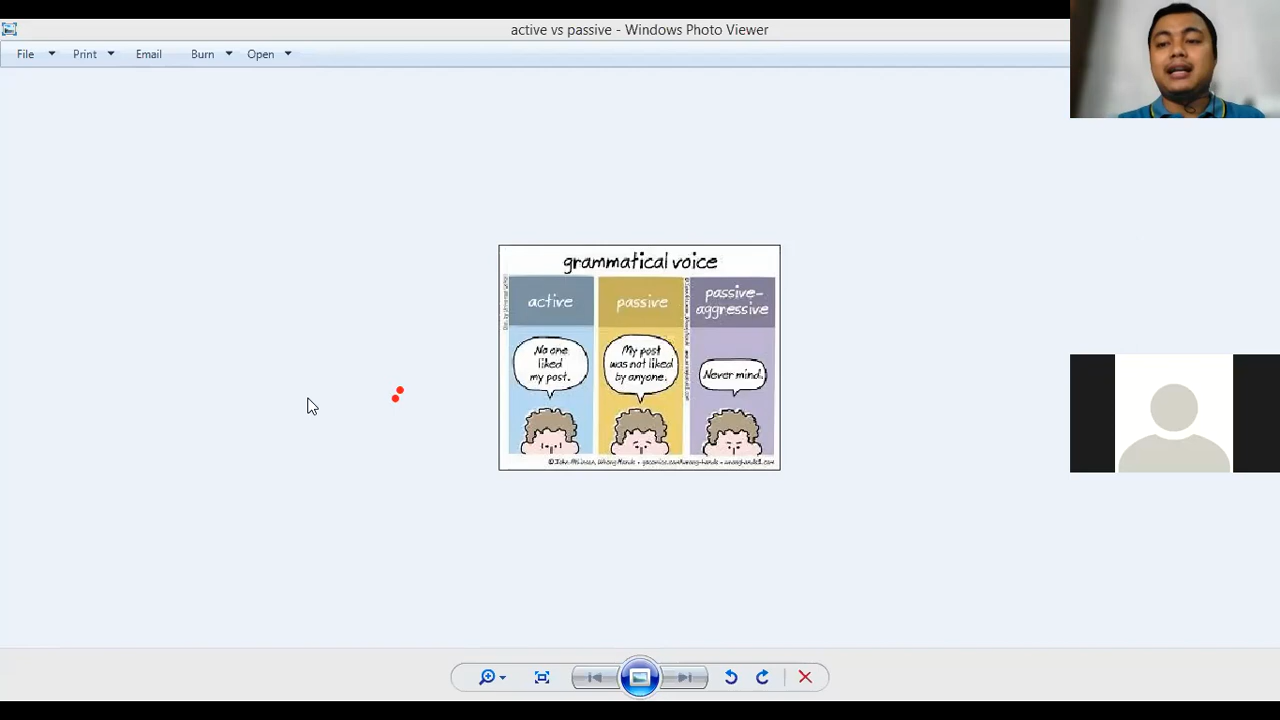 active vs passive - Windows Photo Viewer
File Print Email Burn Open
grammatical voice
active
passive
passive-
aggressive
No one
liked
my post.
My post
was not liked
by anyone.
Never mind.